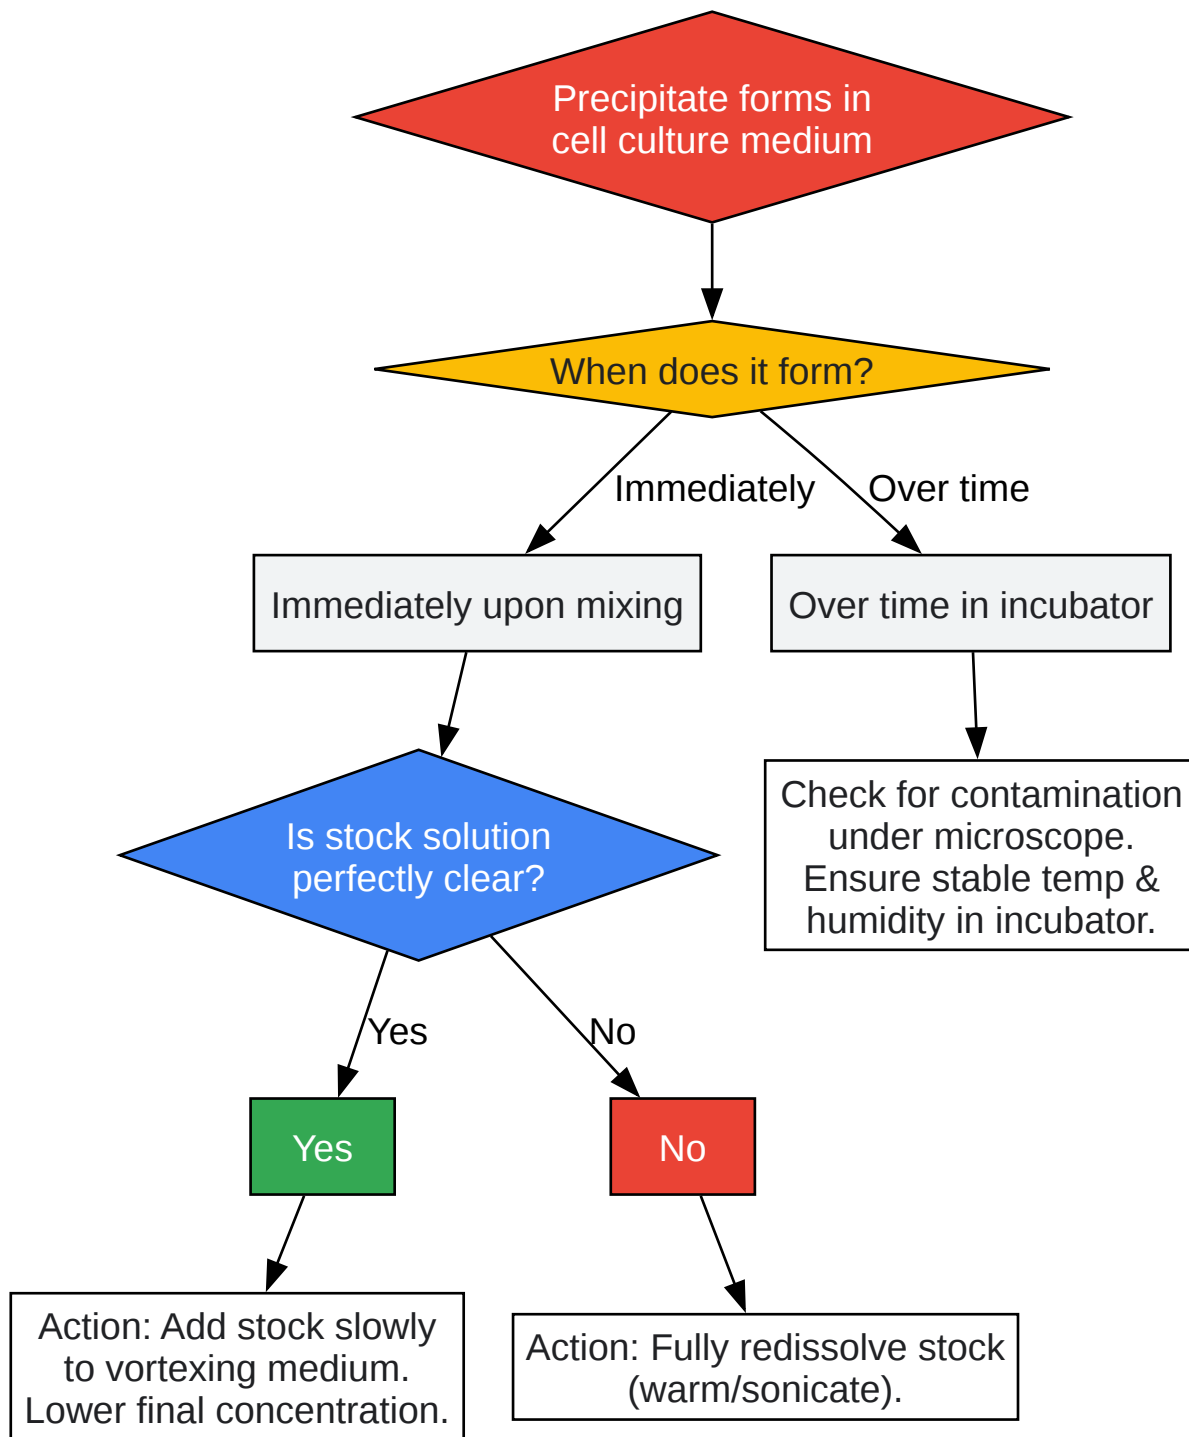 Precipitate forms in
cell culture medium
When does it form?
Immediately
Over time
Immediately upon mixing
Over time in incubator
Is stock solution
perfectly clear?
Check for contamination
under microscope.
Ensure stable temp &
humidity in incubator.
Yes
No
Yes
No
Action: Add stock slowly
to vortexing medium.
Lower final concentration.
Action: Fully redissolve stock
(warm/sonicate).